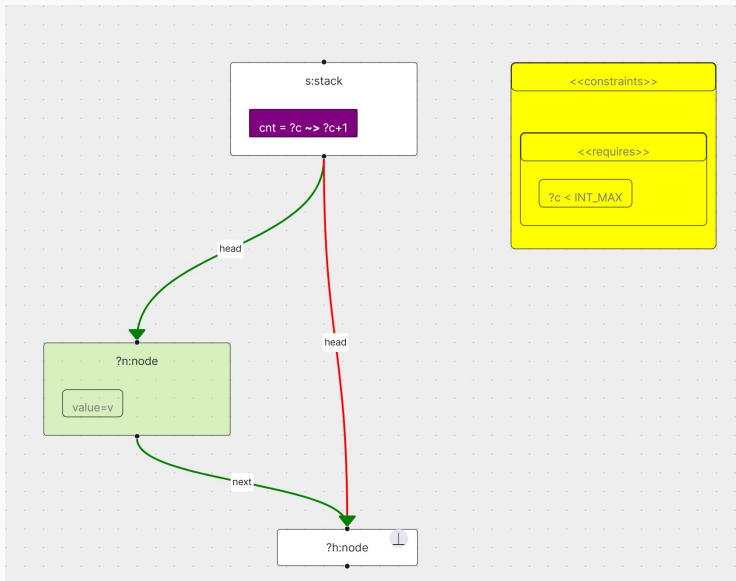 s:stack
cnt = ?c ~> ?c+1
<<constraints>>
<<requires>>
?c < INT_MAX
head
head
?n:node
value=v
next
?h:node
⊥